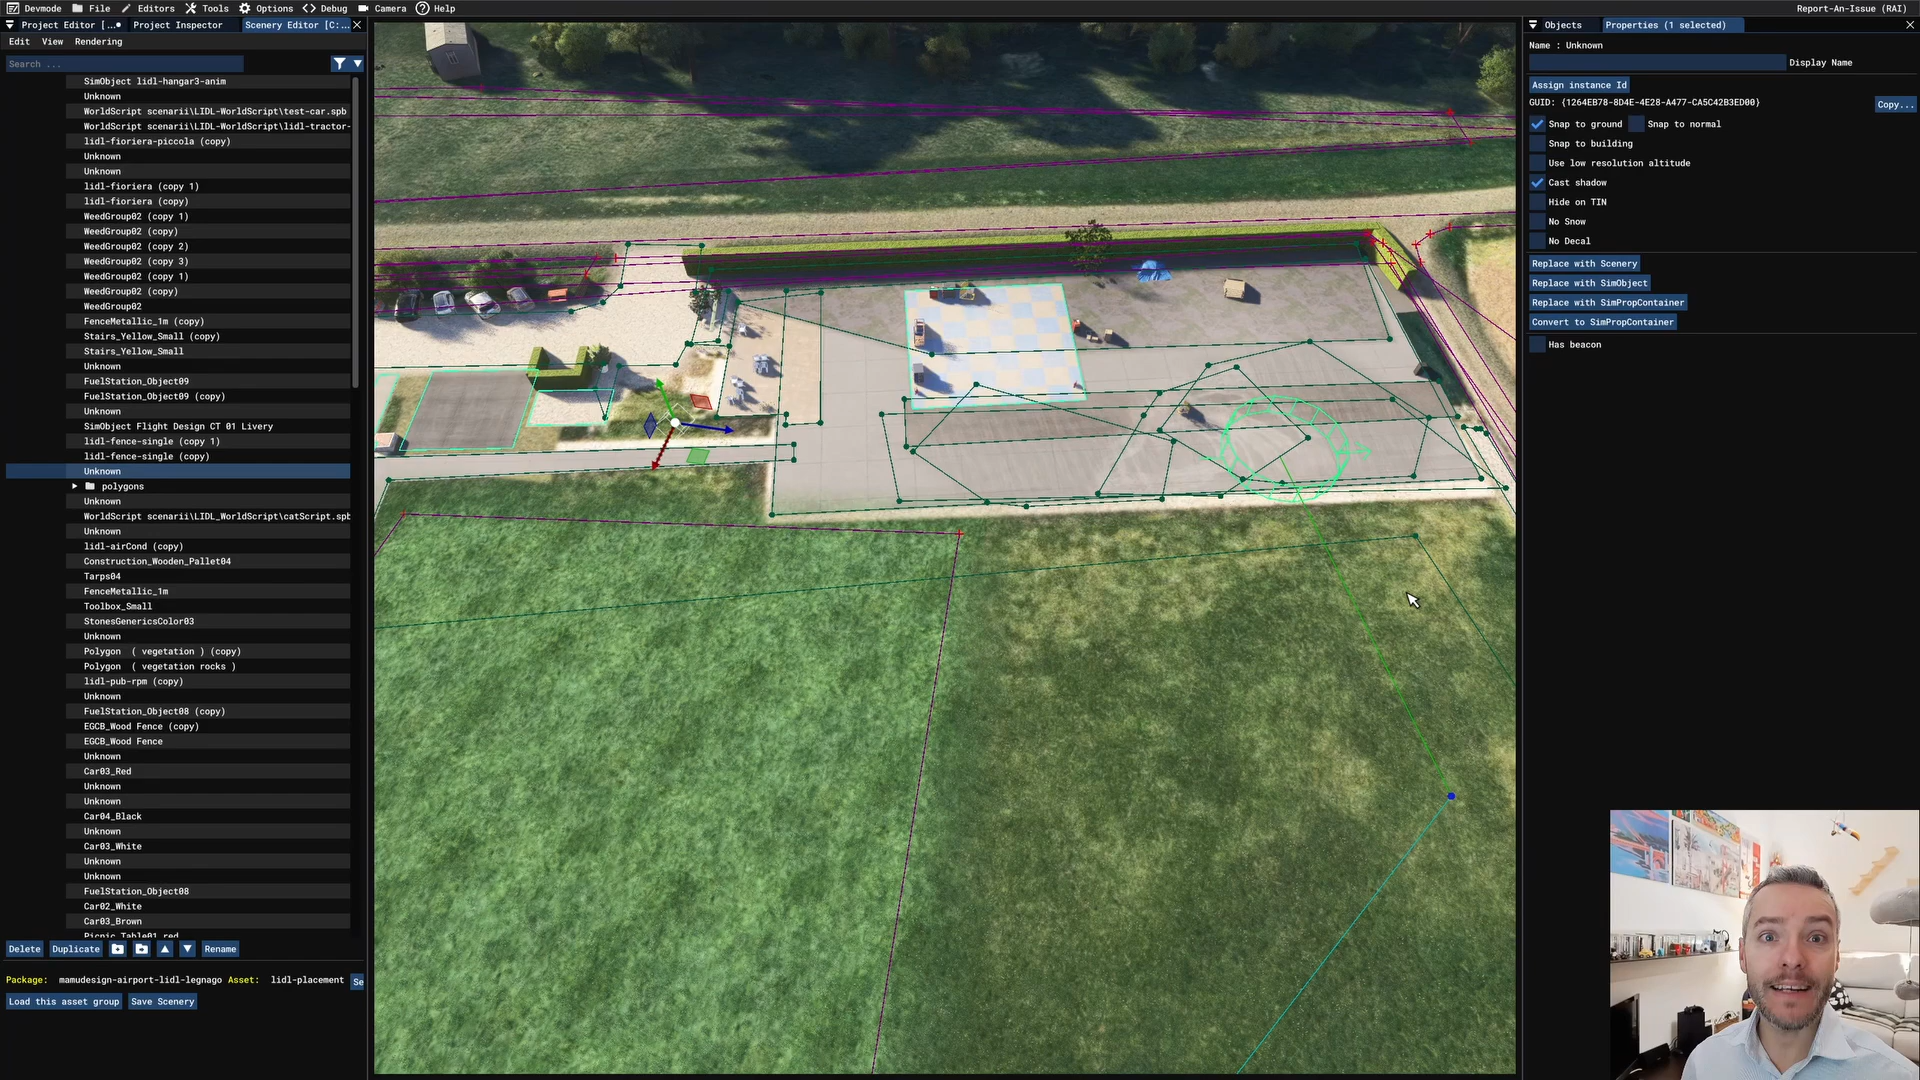 Devmode File Editors Tools Options Debug Camera Help Report-An-Issue (RAI)
Project Editor [...● Project Inspector Scenery Editor [C:...
Edit View Rendering
Search ...
SimObject lidl-hangar3-anim
Unknown
WorldScript scenarii\LIDL-WorldScript\test-car.spb
WorldScript scenarii\LIDL-WorldScript\lidl-tractor-
lidl-fioriera-piccola (copy)
Unknown
Unknown
lidl-fioriera (copy 1)
lidl-fioriera (copy)
WeedGroup02 (copy 1)
WeedGroup02 (copy)
WeedGroup02 (copy 2)
WeedGroup02 (copy 3)
WeedGroup02 (copy 1)
WeedGroup02 (copy)
WeedGroup02
FenceMetallic_1m (copy)
Stairs_Yellow_Small (copy)
Stairs_Yellow_Small
Unknown
FuelStation_Object09
FuelStation_Object09 (copy)
Unknown
SimObject Flight Design CT 01 Livery
lidl-fence-single (copy 1)
lidl-fence-single (copy)
Unknown
polygons
Unknown
WorldScript scenarii\LIDL_WorldScript\catScript.spb
Unknown
lidl-airCond (copy)
Construction_Wooden_Pallet04
Tarps04
FenceMetallic_1m
Toolbox_Small
StonesGenericsColor03
Unknown
Polygon ( vegetation ) (copy)
Polygon ( vegetation rocks )
lidl-pub-rpm (copy)
Unknown
FuelStation_Object08 (copy)
EGCB_Wood Fence (copy)
EGCB_Wood Fence
Unknown
Car03_Red
Unknown
Unknown
Car04_Black
Unknown
Car03_White
Unknown
Unknown
FuelStation_Object08
Car02_White
Car03_Brown
Picnic_Table01_red
Delete Duplicate Rename
Package: mamudesign-airport-lidl-legnago Asset: lidl-placement Se
Load this asset group Save Scenery
Objects Properties (1 selected)
Name : Unknown
Display Name
Assign instance Id
GUID: {1264EB78-8D4E-4E28-A477-CA5C42B3ED00} Copy...
Snap to ground Snap to normal
Snap to building
Use low resolution altitude
Cast shadow
Hide on TIN
No Snow
No Decal
Replace with Scenery
Replace with SimObject
Replace with SimPropContainer
Convert to SimPropContainer
Has beacon